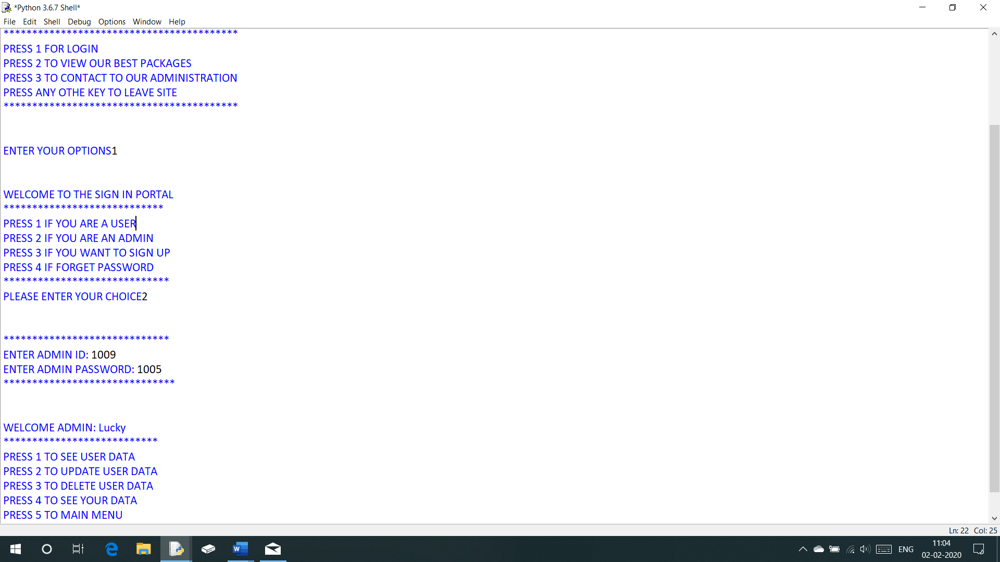 *Python 3.6.7 Shell*
File Edit Shell Debug Options Window Help
*****************************************
PRESS 1 FOR LOGIN
PRESS 2 TO VIEW OUR BEST PACKAGES
PRESS 3 TO CONTACT TO OUR ADMINISTRATION
PRESS ANY OTHE KEY TO LEAVE SITE
*****************************************
ENTER YOUR OPTIONS1
WELCOME TO THE SIGN IN PORTAL
****************************
PRESS 1 IF YOU ARE A USER
PRESS 2 IF YOU ARE AN ADMIN
PRESS 3 IF YOU WANT TO SIGN UP
PRESS 4 IF FORGET PASSWORD
*****************************
PLEASE ENTER YOUR CHOICE2
*****************************
ENTER ADMIN ID: 1009
ENTER ADMIN PASSWORD: 1005
******************************
WELCOME ADMIN: Lucky
***************************
PRESS 1 TO SEE USER DATA
PRESS 2 TO UPDATE USER DATA
PRESS 3 TO DELETE USER DATA
PRESS 4 TO SEE YOUR DATA
PRESS 5 TO MAIN MENU
Ln: 22 Col: 25
ENG
11:04
02-02-2020